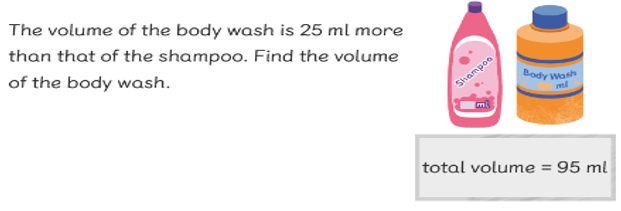 The volume of the body wash is 25 ml more
than that of the shampoo. Find the volume
of the body wash.
Shampoo
ml
Body Wash
ml
total volume = 95 ml